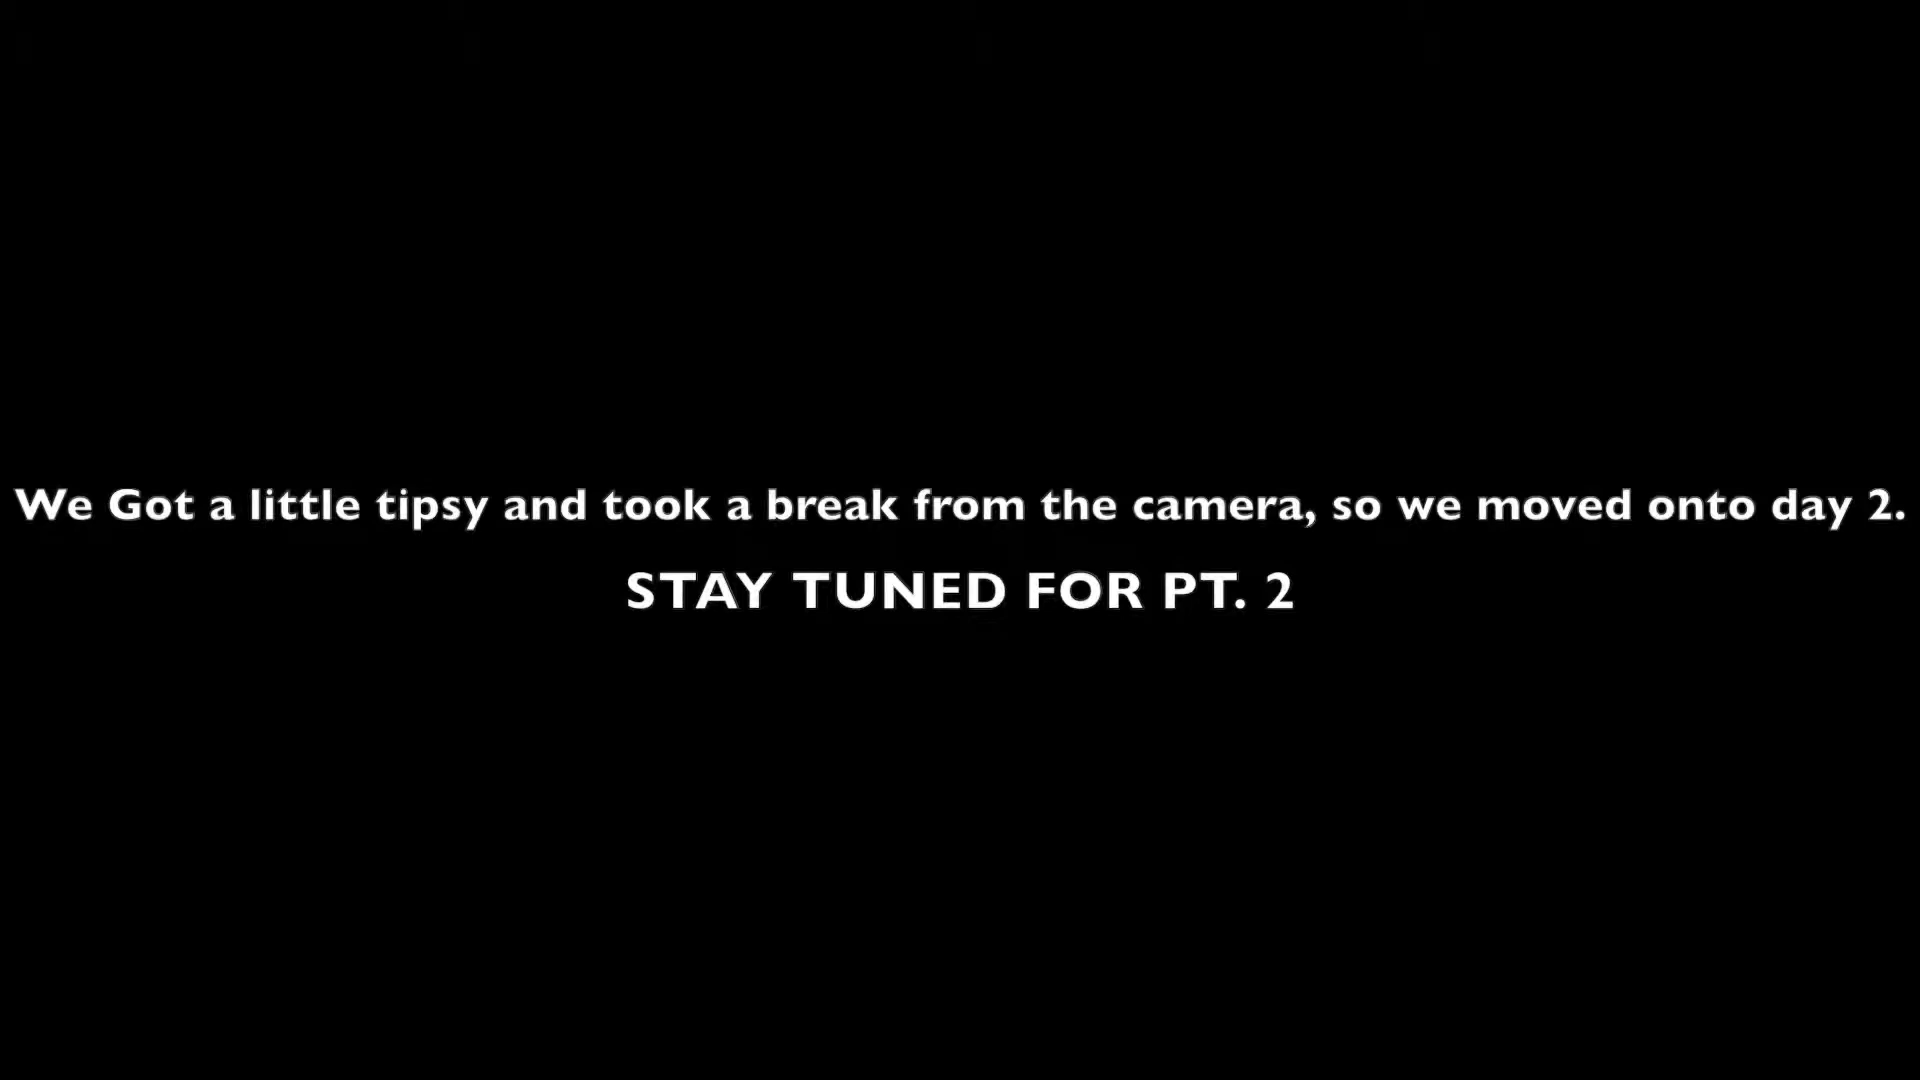 We Got a little tipsy and took a break from the camera, so we moved onto day 2.
STAY TUNED FOR PT. 2